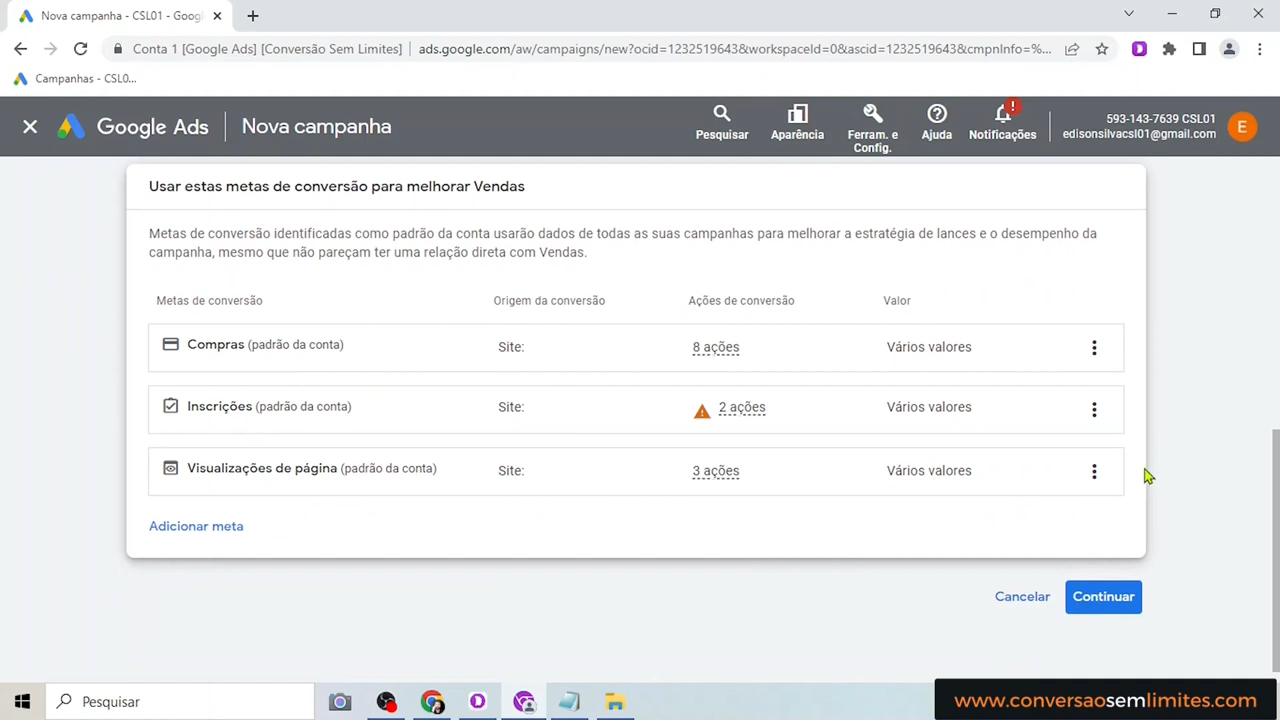 Nova campanha - CSL01 - Goog
Conta 1 [Google Ads] [Conversão Sem Limites]
ads.google.com/aw/campaigns/new?ocid=1232519643&workspaceId=0&ascid=1232519643&cmpnInfo=%...
Campanhas - CSL0...
Google Ads
Nova campanha
Pesquisar
Aparência
Ferram. e
Config.
Ajuda
Notificações
593-143-7639 CSL01
edisonsilvacsl01@gmail.com
E
Usar estas metas de conversão para melhorar Vendas
Metas de conversão identificadas como padrão da conta usarão dados de todas as suas campanhas para melhorar a estratégia de lances e o desempenho da
campanha, mesmo que não pareçam ter uma relação direta com Vendas.
Metas de conversão Origem da conversão Ações de conversão Valor
Compras (padrão da conta) Site: 8 ações Vários valores
Inscrições (padrão da conta) Site: 2 ações Vários valores
Visualizações de página (padrão da conta) Site: 3 ações Vários valores
Adicionar meta
Cancelar Continuar
Pesquisar
www.conversaosemlimites.com